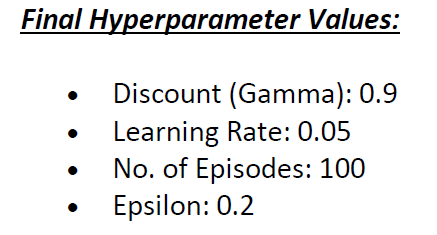 Final Hyperparameter Values:
• Discount (Gamma): 0.9
• Learning Rate: 0.05
• No. of Episodes: 100
• Epsilon: 0.2